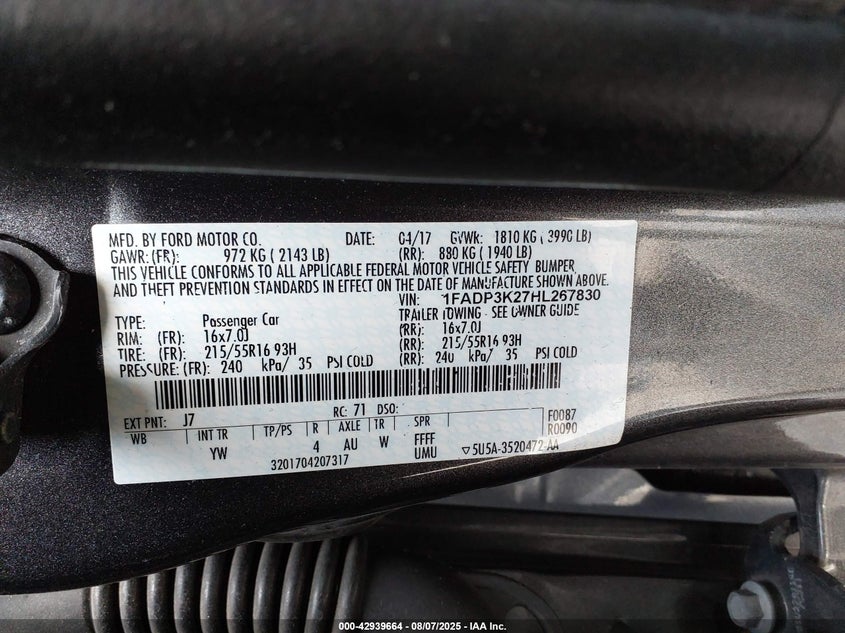 MFD. BY FORD MOTOR CO. DATE: 04/17 GVWR: 1810 KG ( 3990 LB)
GAWR: (FR): 972 KG ( 2143 LB) (RR): 880 KG ( 1940 LB)
THIS VEHICLE CONFORMS TO ALL APPLICABLE FEDERAL MOTOR VEHICLE SAFETY BUMPER,
AND THEFT PREVENTION STANDARDS IN EFFECT ON THE DATE OF MANUFACTURE SHOWN ABOVE.
VIN: 1FADP3K27HL267830
TYPE: Passenger Car TRAILER TOWING - SEE OWNER GUIDE
RIM: (FR): 16x7.0J (RR): 16x7.0J
TIRE: (FR): 215/55R16 93H (RR): 215/55R16 93H
PRESSURE: (FR): 240 kPa/ 35 PSI COLD (RR): 240 kPa/ 35 PSI COLD
EXT PNT: J7 RC: 71 DSO: F0087
WB INT TR TP/PS R AXLE TR SPR R0090
YW 4 AU W FFFF
UMU ▽5U5A-3520472-AA
3201704207317
000-42939664 - 08/07/2025 - IAA Inc.